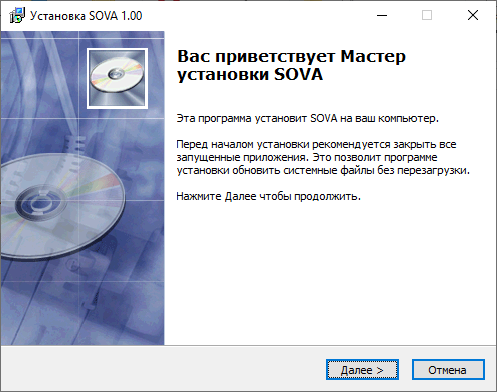 Установка SOVA 1.00
Вас приветствует Мастер
установки SOVA
Эта программа установит SOVA на ваш компьютер.
Перед началом установки рекомендуется закрыть все
запущенные приложения. Это позволит программе
установки обновить системные файлы без перезагрузки.
Нажмите Далее чтобы продолжить.
Далее >
Отмена